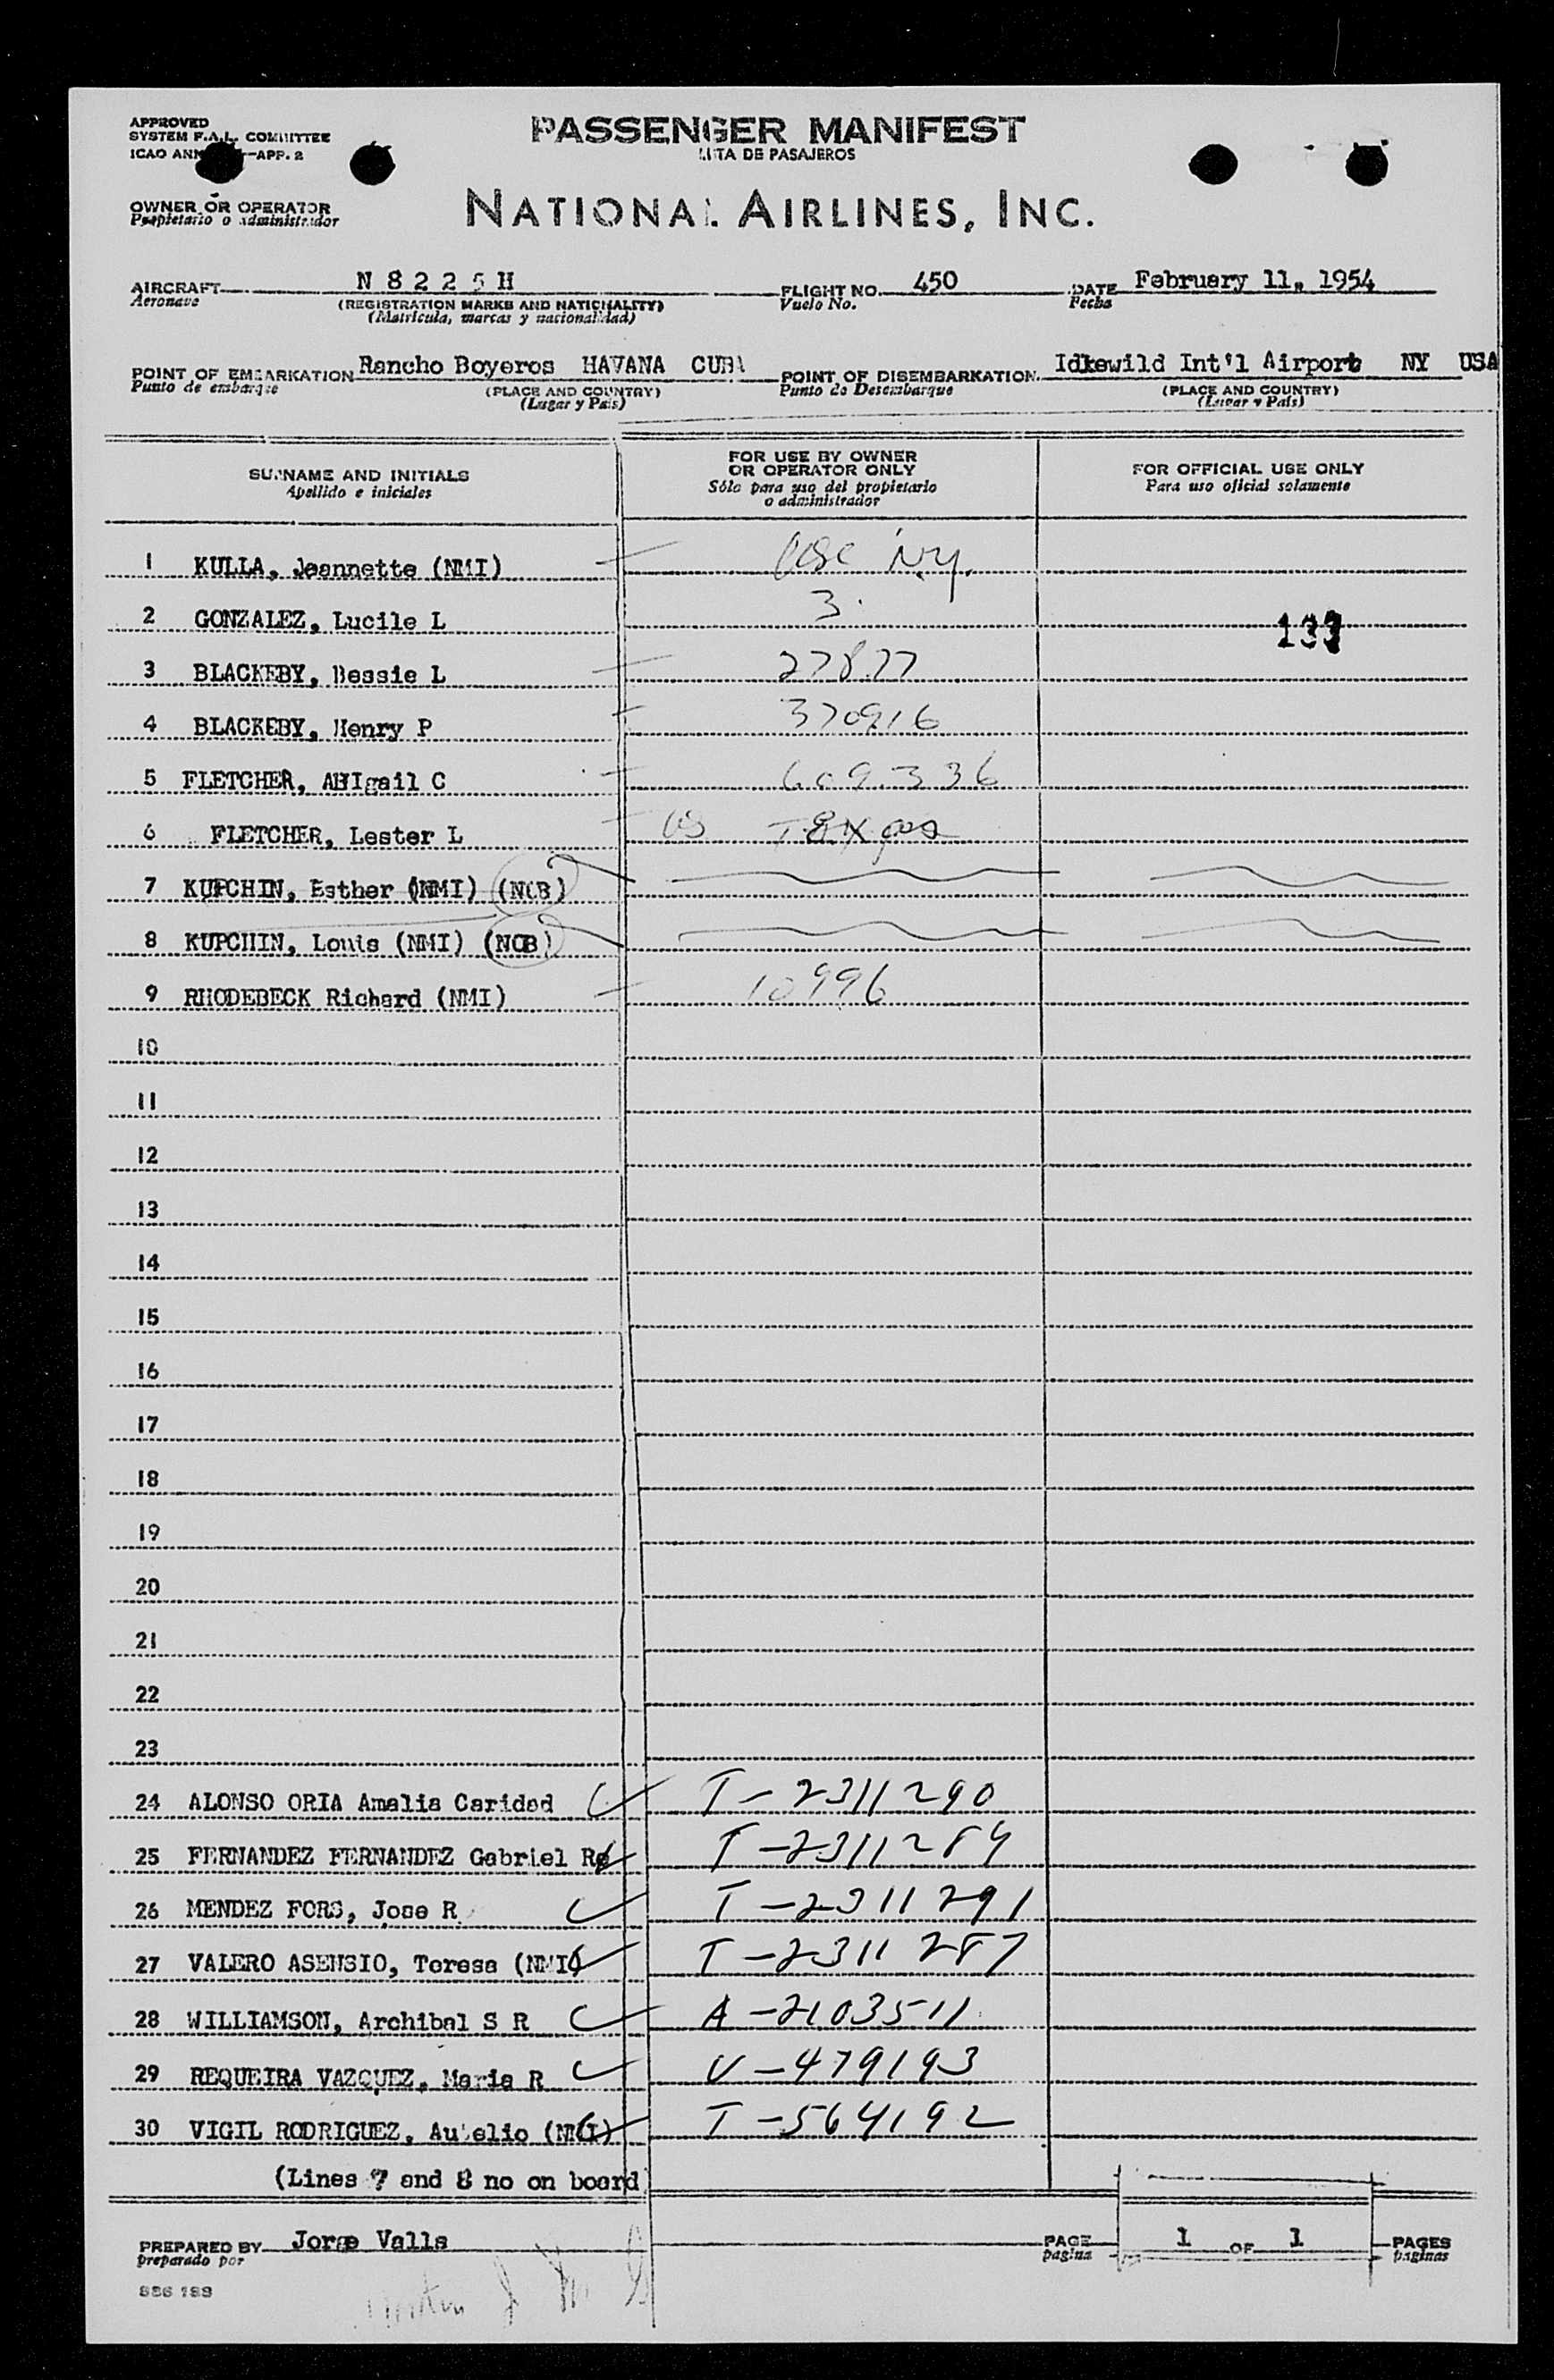 APPROVED
SYSTEM F.A.L. COMMITTEE
ICAO APP. 2
PASSENGER MANIFEST
LISTA DE PASAJEROS
OWNER OR OPERATOR
Propietario o administrador
NATIONAL AIRLINES, INC.
AIRCRAFT N 8 2 2 5 H FLIGHT NO. 450 DATE February 11, 1954
Aeronave (REGISTRATION MARKS AND NATIONALITY) Vuelo No. Fecha
(Matricula, marcas y nacionalidad)
POINT OF EMBARKATION Rancho Boyeros HAVANA CUBA POINT OF DISEMBARKATION Idkewild Int'l Airport NY USA
Punto de embarque (PLACE AND COUNTRY) Punto de Desembarque (PLACE AND COUNTRY)
(Lugar y Pais) (Lugar y Pais)
SURNAME AND INITIALS
Apellido e iniciales
FOR USE BY OWNER
OR OPERATOR ONLY
Sólo para uso del propietario
o administrador
FOR OFFICIAL USE ONLY
Para uso oficial solamente
1 KULLA, Jeannette (NMI) NY.
2 GONZALEZ, Lucile L 3
3 BLACKEBY, Bessie L 27877
4 BLACKEBY, Henry P 370916
5 FLETCHER, ABIgail C 609336
6 FLETCHER, Lester L
7 KUPCHIN, Esther (NMI) (NOB)
8 KUPCHIN, Louis (NMI) (NOB)
9 RHODEBECK Richard (NMI) 10996
10
11
12
13
14
15
16
17
18
19
20
21
22
23
24 ALONSO ORIA Amalia Caridad T-2311290
25 FERNANDEZ FERNANDEZ Gabriel Re T-2311289
26 MENDEZ FORS, Jose R T-2311291
27 VALERO ASENSIO, Teresa (NMI) T-2311287
28 WILLIAMSON, Archibal S R A-2103511
29 REQUEIRA VAZQUEZ, Maria R V-479193
30 VIGIL RODRIGUEZ, Aurelio (NMI) T-564192
(Lines 7 and 8 no on board)
PREPARED BY Jorge Valls PAGE 1 OF 1 PAGES
preparado por pagina paginas